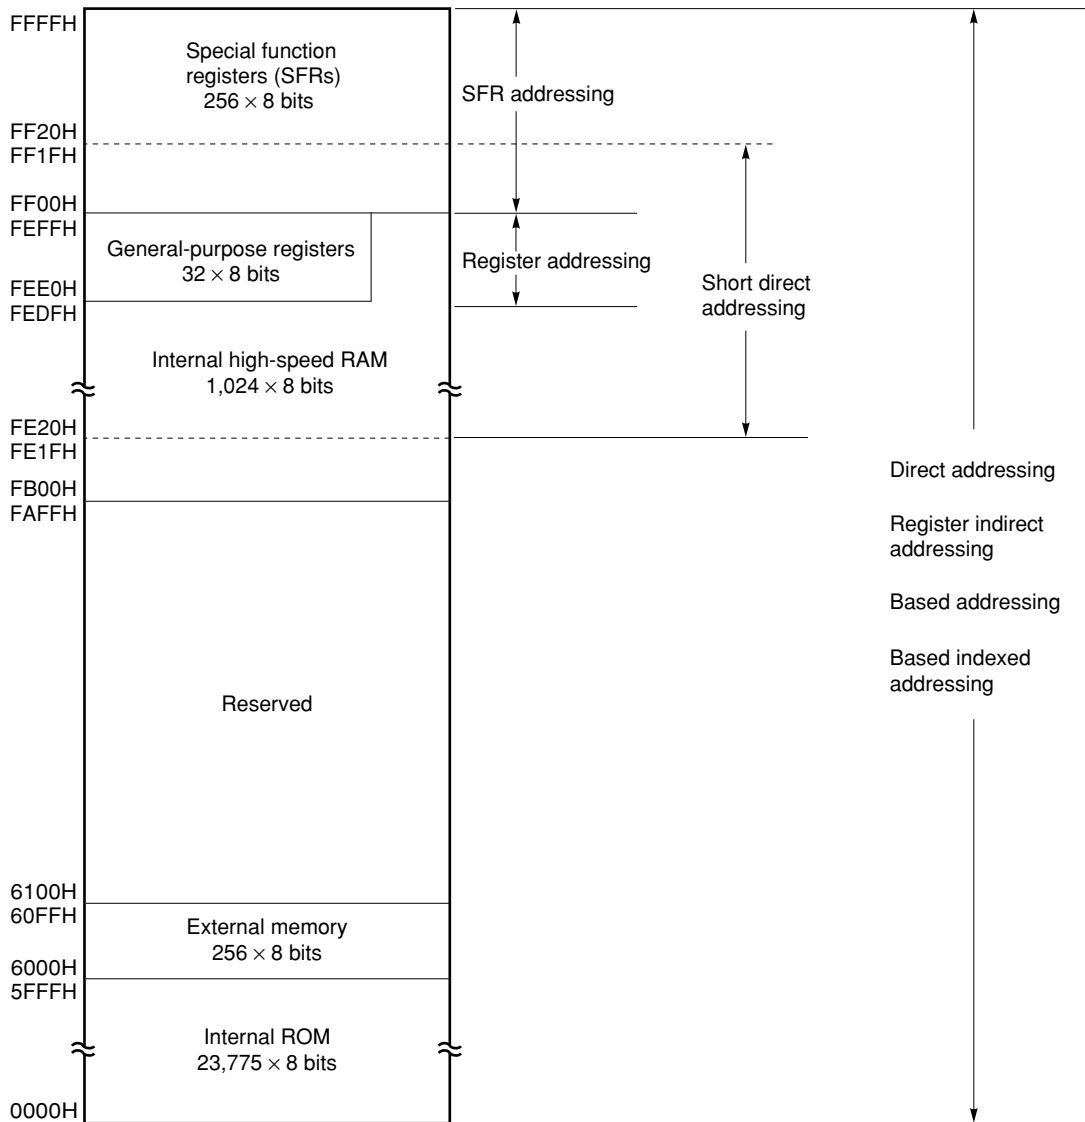 FFFFH
Special function
registers (SFRs)
256 × 8 bits
SFR addressing
FF20H
FF1FH
FF00H
FEFFH
General-purpose registers
32 × 8 bits
Register addressing
Short direct
addressing
FEE0H
FEDFH
Internal high-speed RAM
1,024 × 8 bits
FE20H
FE1FH
FB00H
FAFFH
Direct addressing
Register indirect
addressing
Based addressing
Based indexed
addressing
Reserved
6100H
60FFH
External memory
256 × 8 bits
6000H
5FFFH
Internal ROM
23,775 × 8 bits
0000H